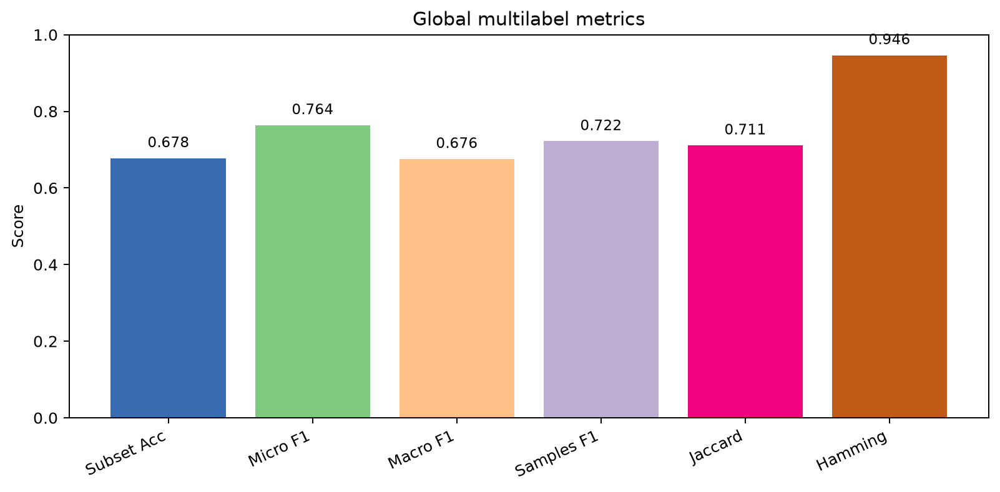 Global multilabel metrics
Score
1.0
0.8
0.6
0.4
0.2
0.0
0.678
0.764
0.676
0.722
0.711
0.946
Subset Acc
Micro F1
Macro F1
Samples F1
Jaccard
Hamming